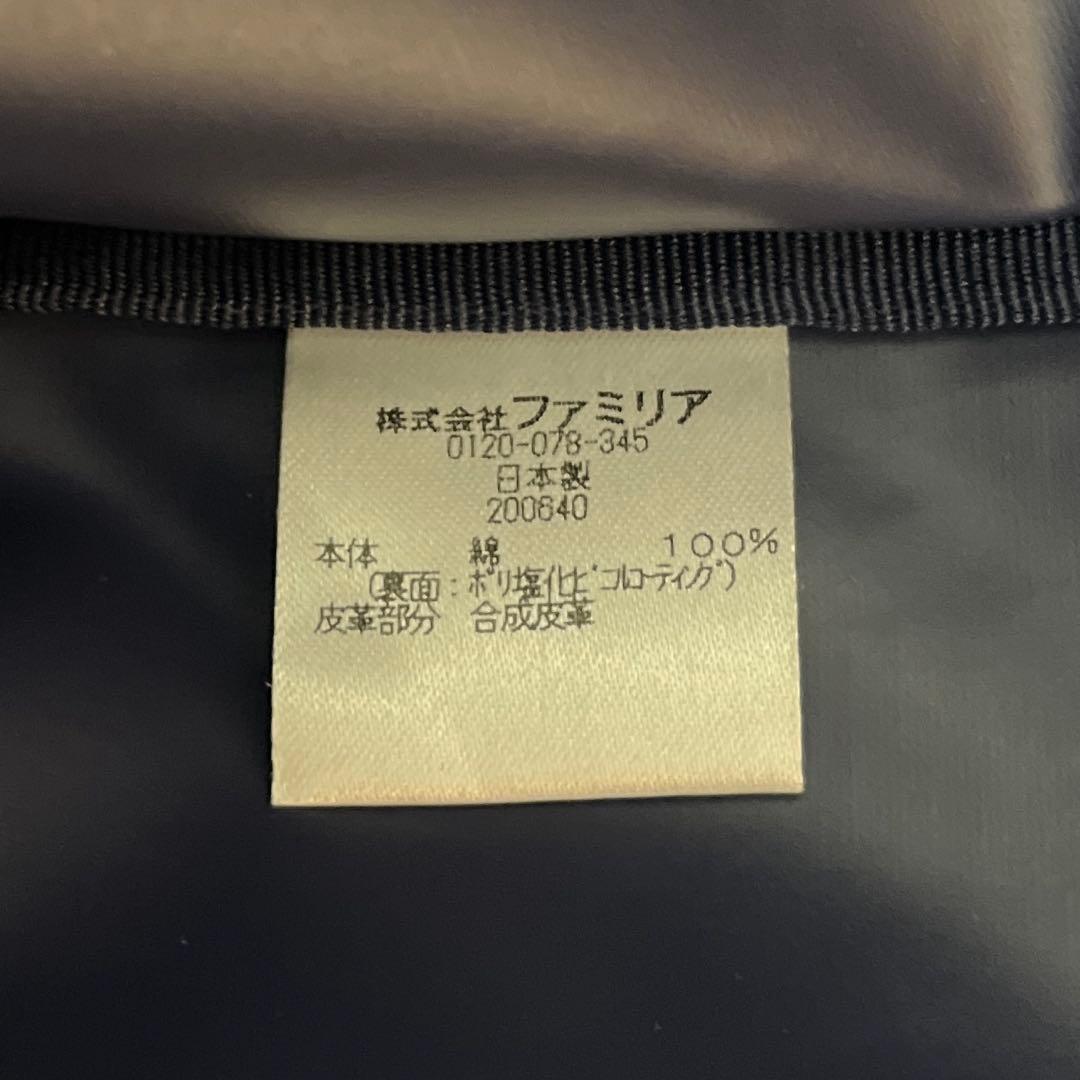 株式会社ファミリア
0120-078-345
日本製
200640
本体 綿 100%
(裏面:ポリ塩化ビニルコーティング)
皮革部分 合成皮革